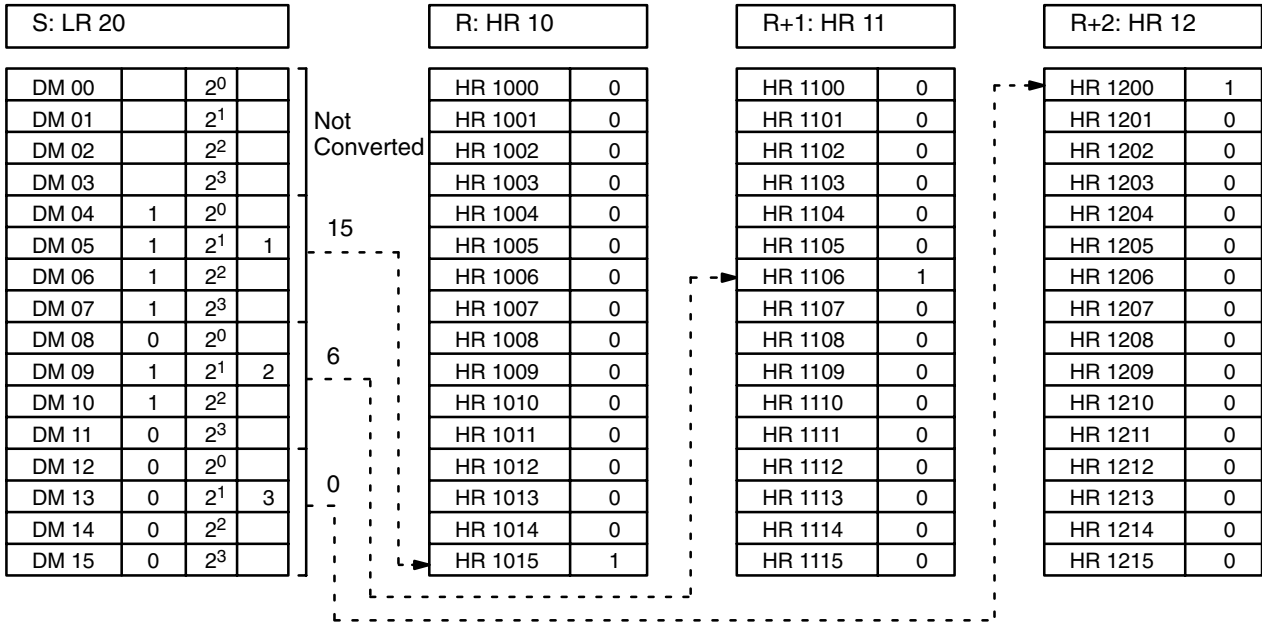 S: LR 20 R: HR 10 R+1: HR 11 R+2: HR 12
DM 00 2⁰ HR 1000 0 HR 1100 0 HR 1200 1
DM 01 2¹ Not HR 1001 0 HR 1101 0 HR 1201 0
DM 02 2² Converted HR 1002 0 HR 1102 0 HR 1202 0
DM 03 2³ HR 1003 0 HR 1103 0 HR 1203 0
DM 04 1 2⁰ 15 HR 1004 0 HR 1104 0 HR 1204 0
DM 05 1 2¹ 1 HR 1005 0 HR 1105 0 HR 1205 0
DM 06 1 2² HR 1006 0 HR 1106 1 HR 1206 0
DM 07 1 2³ HR 1007 0 HR 1107 0 HR 1207 0
DM 08 0 2⁰ 6 HR 1008 0 HR 1108 0 HR 1208 0
DM 09 1 2¹ 2 HR 1009 0 HR 1109 0 HR 1209 0
DM 10 1 2² HR 1010 0 HR 1110 0 HR 1210 0
DM 11 0 2³ HR 1011 0 HR 1111 0 HR 1211 0
DM 12 0 2⁰ HR 1012 0 HR 1112 0 HR 1212 0
DM 13 0 2¹ 3 0 HR 1013 0 HR 1113 0 HR 1213 0
DM 14 0 2² HR 1014 0 HR 1114 0 HR 1214 0
DM 15 0 2³ HR 1015 1 HR 1115 0 HR 1215 0